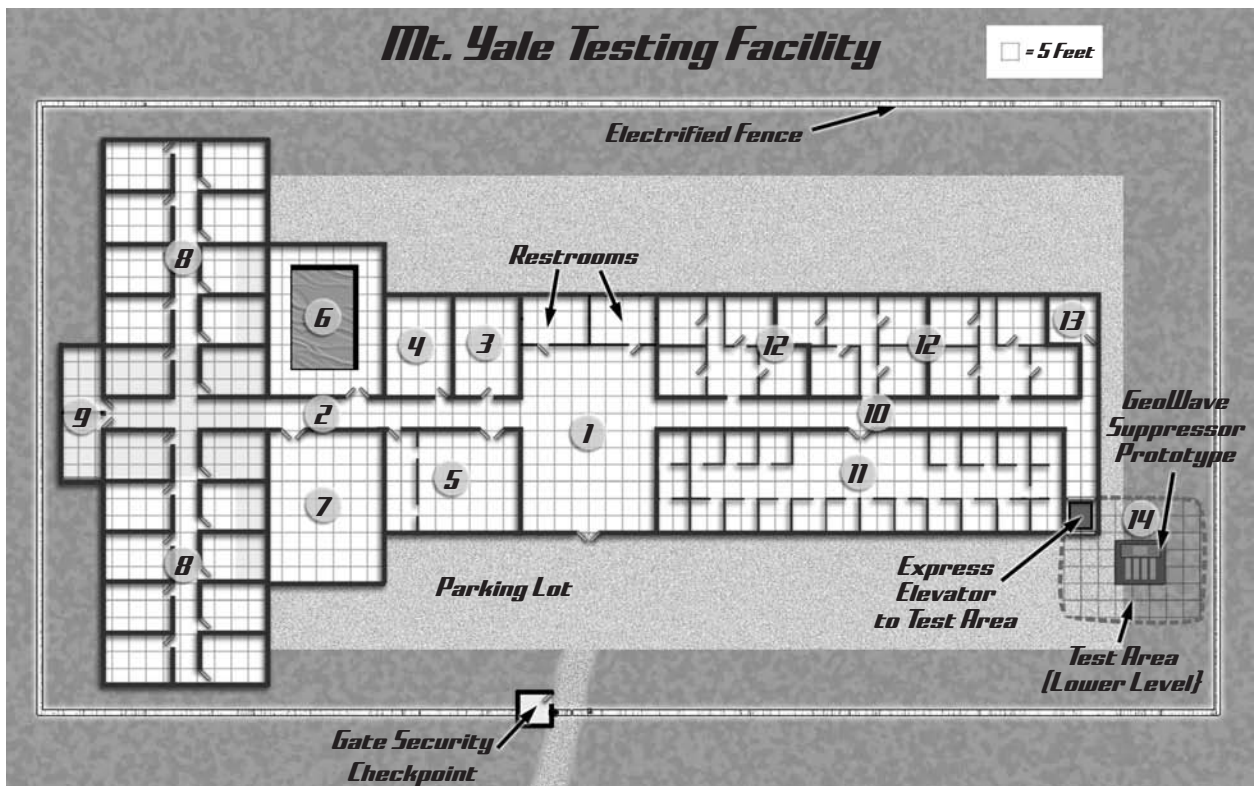 Mt. Yale Testing Facility
= 5 Feet
Electrified Fence
8
Restrooms
6
4
3
12
12
13
9
2
1
10
GeoWave
Suppressor
Prototype
7
5
11
14
8
Parking Lot
Express
Elevator
to Test Area
Test Area
(Lower Level}
Gate Security
Checkpoint